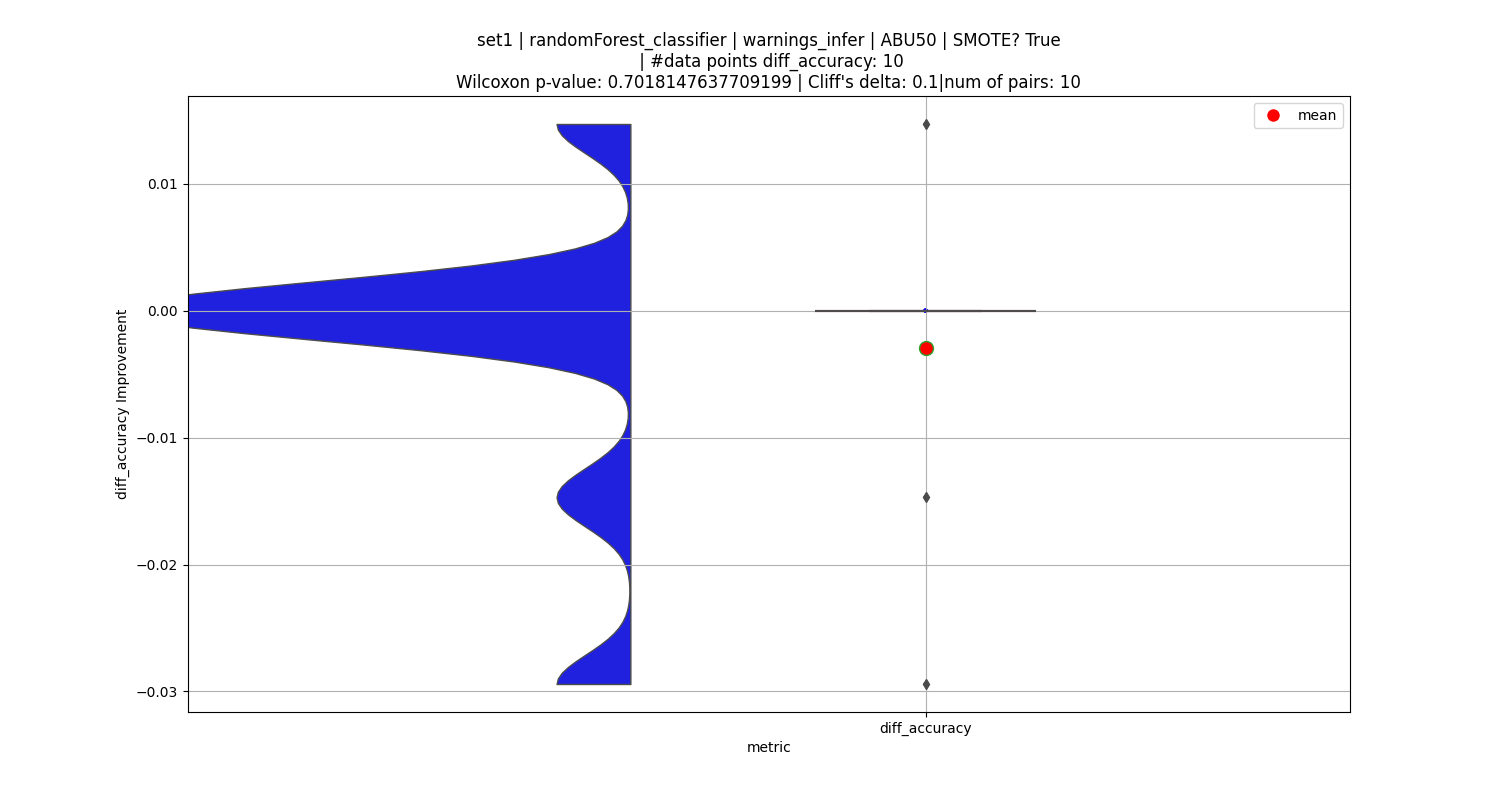 set1 | randomForest_classifier | warnings_infer | ABU50 | SMOTE? True
| #data points diff_accuracy: 10
Wilcoxon p-value: 0.7018147637709199 | Cliff's delta: 0.1|num of pairs: 10
mean
0.01
0.00
−0.01
−0.02
−0.03
diff_accuracy Improvement
diff_accuracy
metric